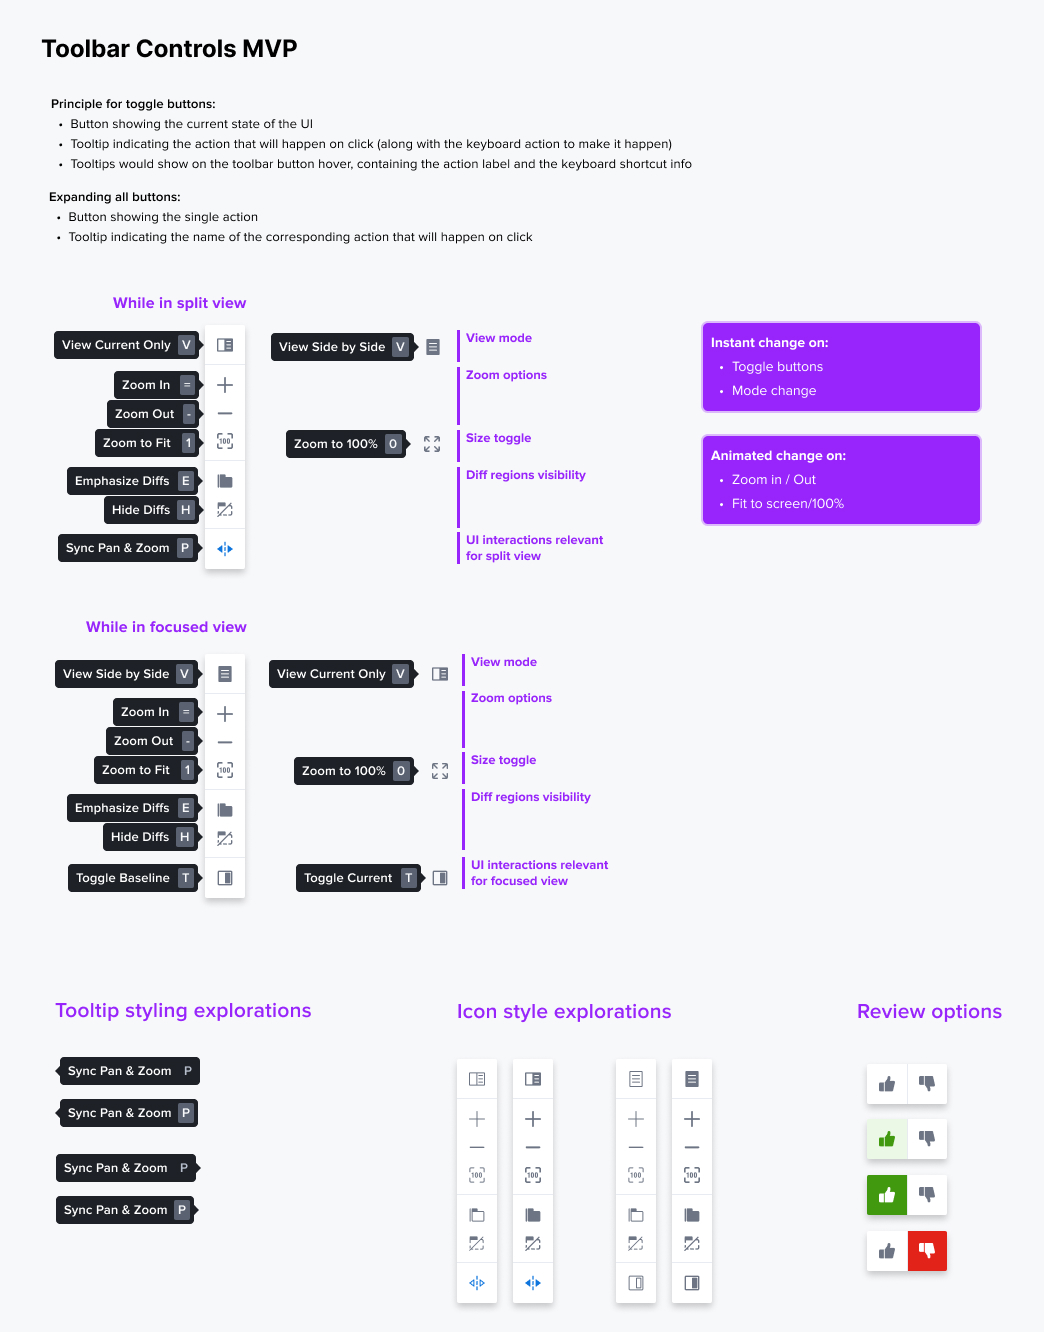 Toolbar Controls MVP
Principle for toggle buttons:
• Button showing the current state of the UI
• Tooltip indicating the action that will happen on click (along with the keyboard action to make it happen)
• Tooltips would show on the toolbar button hover, containing the action label and the keyboard shortcut info
Expanding all buttons:
• Button showing the single action
• Tooltip indicating the name of the corresponding action that will happen on click
While in split view
View Current Only V
Zoom In =
Zoom Out -
Zoom to Fit 1
100
Emphasize Diffs E
Hide Diffs H
Sync Pan & Zoom P
View Side by Side V
Zoom to 100% 0
View mode
Zoom options
Size toggle
Diff regions visibility
UI interactions relevant
for split view
Instant change on:
• Toggle buttons
• Mode change
Animated change on:
• Zoom in / Out
• Fit to screen/100%
While in focused view
View Side by Side V
Zoom In =
Zoom Out -
Zoom to Fit 1
100
Emphasize Diffs E
Hide Diffs H
Toggle Baseline T
View Current Only V
Zoom to 100% 0
Toggle Current T
View mode
Zoom options
Size toggle
Diff regions visibility
UI interactions relevant
for focused view
Tooltip styling explorations
Sync Pan & Zoom P
Sync Pan & Zoom P
Sync Pan & Zoom P
Sync Pan & Zoom P
Icon style explorations
100
100
100
100
Review options